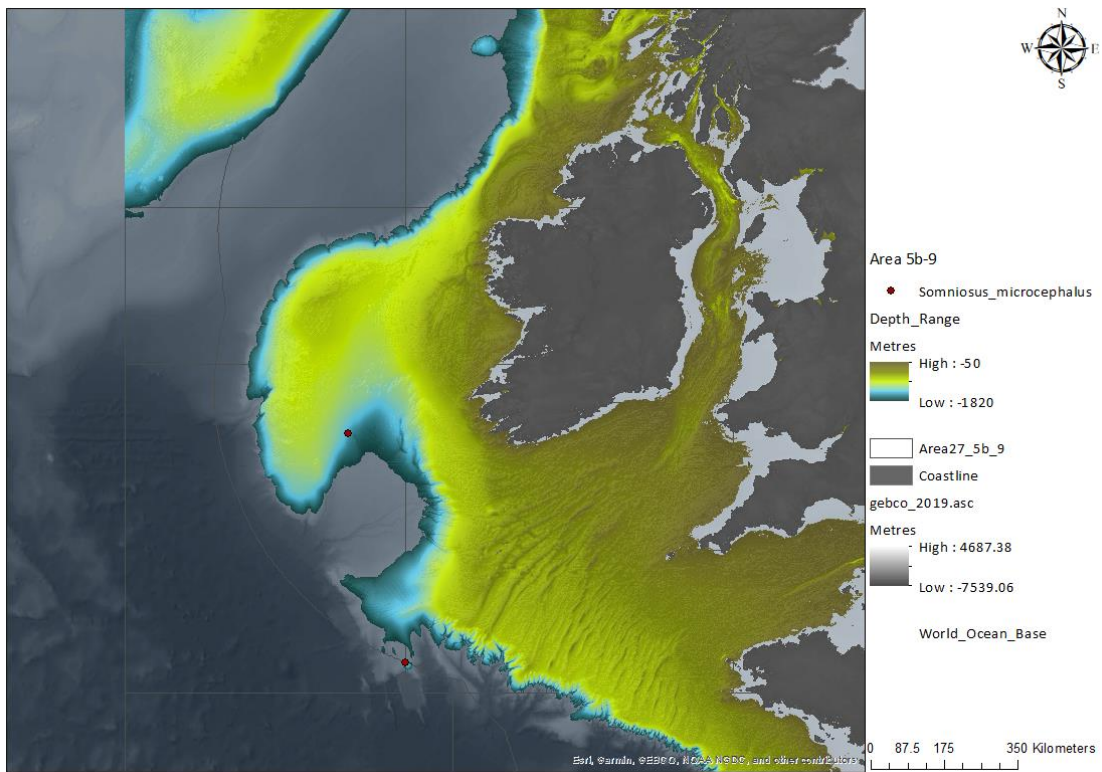 N
W E
S
Area 5b-9
Somniosus_microcephalus
Depth_Range
Metres
High : -50
Low : -1820
Area27_5b_9
Coastline
gebco_2019.asc
Metres
High : 4687.38
Low : -7539.06
World_Ocean_Base
0 87.5 175 350 Kilometers
Esri, Garmin, GEBCO, NOAA NGDC, and other contributors